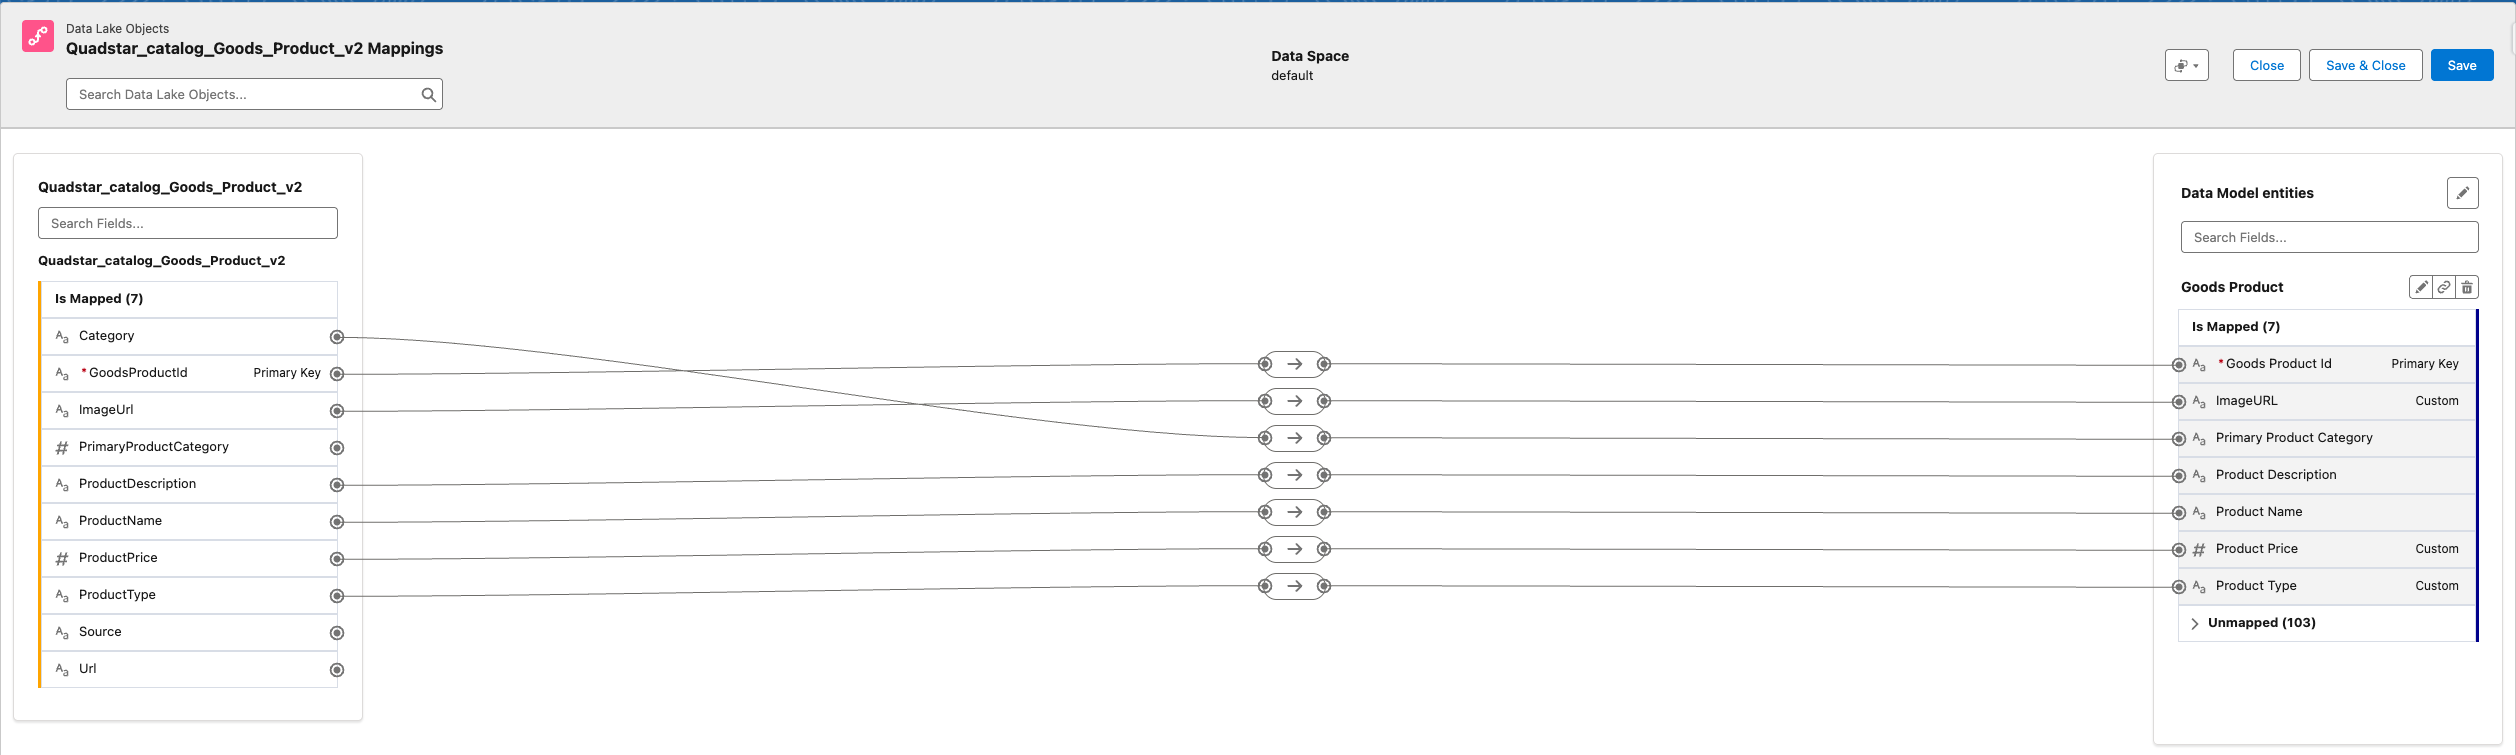 Data Lake Objects
Quadstar_catalog_Goods_Product_v2 Mappings
Search Data Lake Objects...
Data Space
default
Close
Save & Close
Save
Quadstar_catalog_Goods_Product_v2
Search Fields...
Quadstar_catalog_Goods_Product_v2
Is Mapped (7)
Category
*GoodsProductId Primary Key
ImageUrl
PrimaryProductCategory
ProductDescription
ProductName
ProductPrice
ProductType
Source
Url
Data Model entities
Search Fields...
Goods Product
Is Mapped (7)
*Goods Product Id Primary Key
ImageURL Custom
Primary Product Category
Product Description
Product Name
Product Price Custom
Product Type Custom
Unmapped (103)